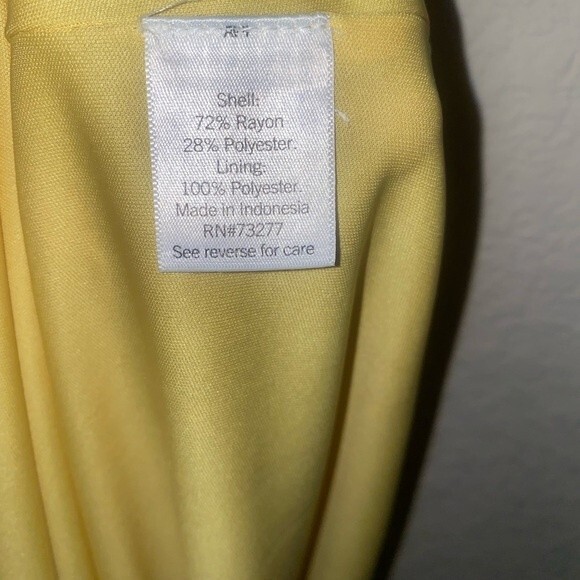 Shell:
72% Rayon
28% Polyester.
Lining:
100% Polyester.
Made in Indonesia
RN#73277
See reverse for care